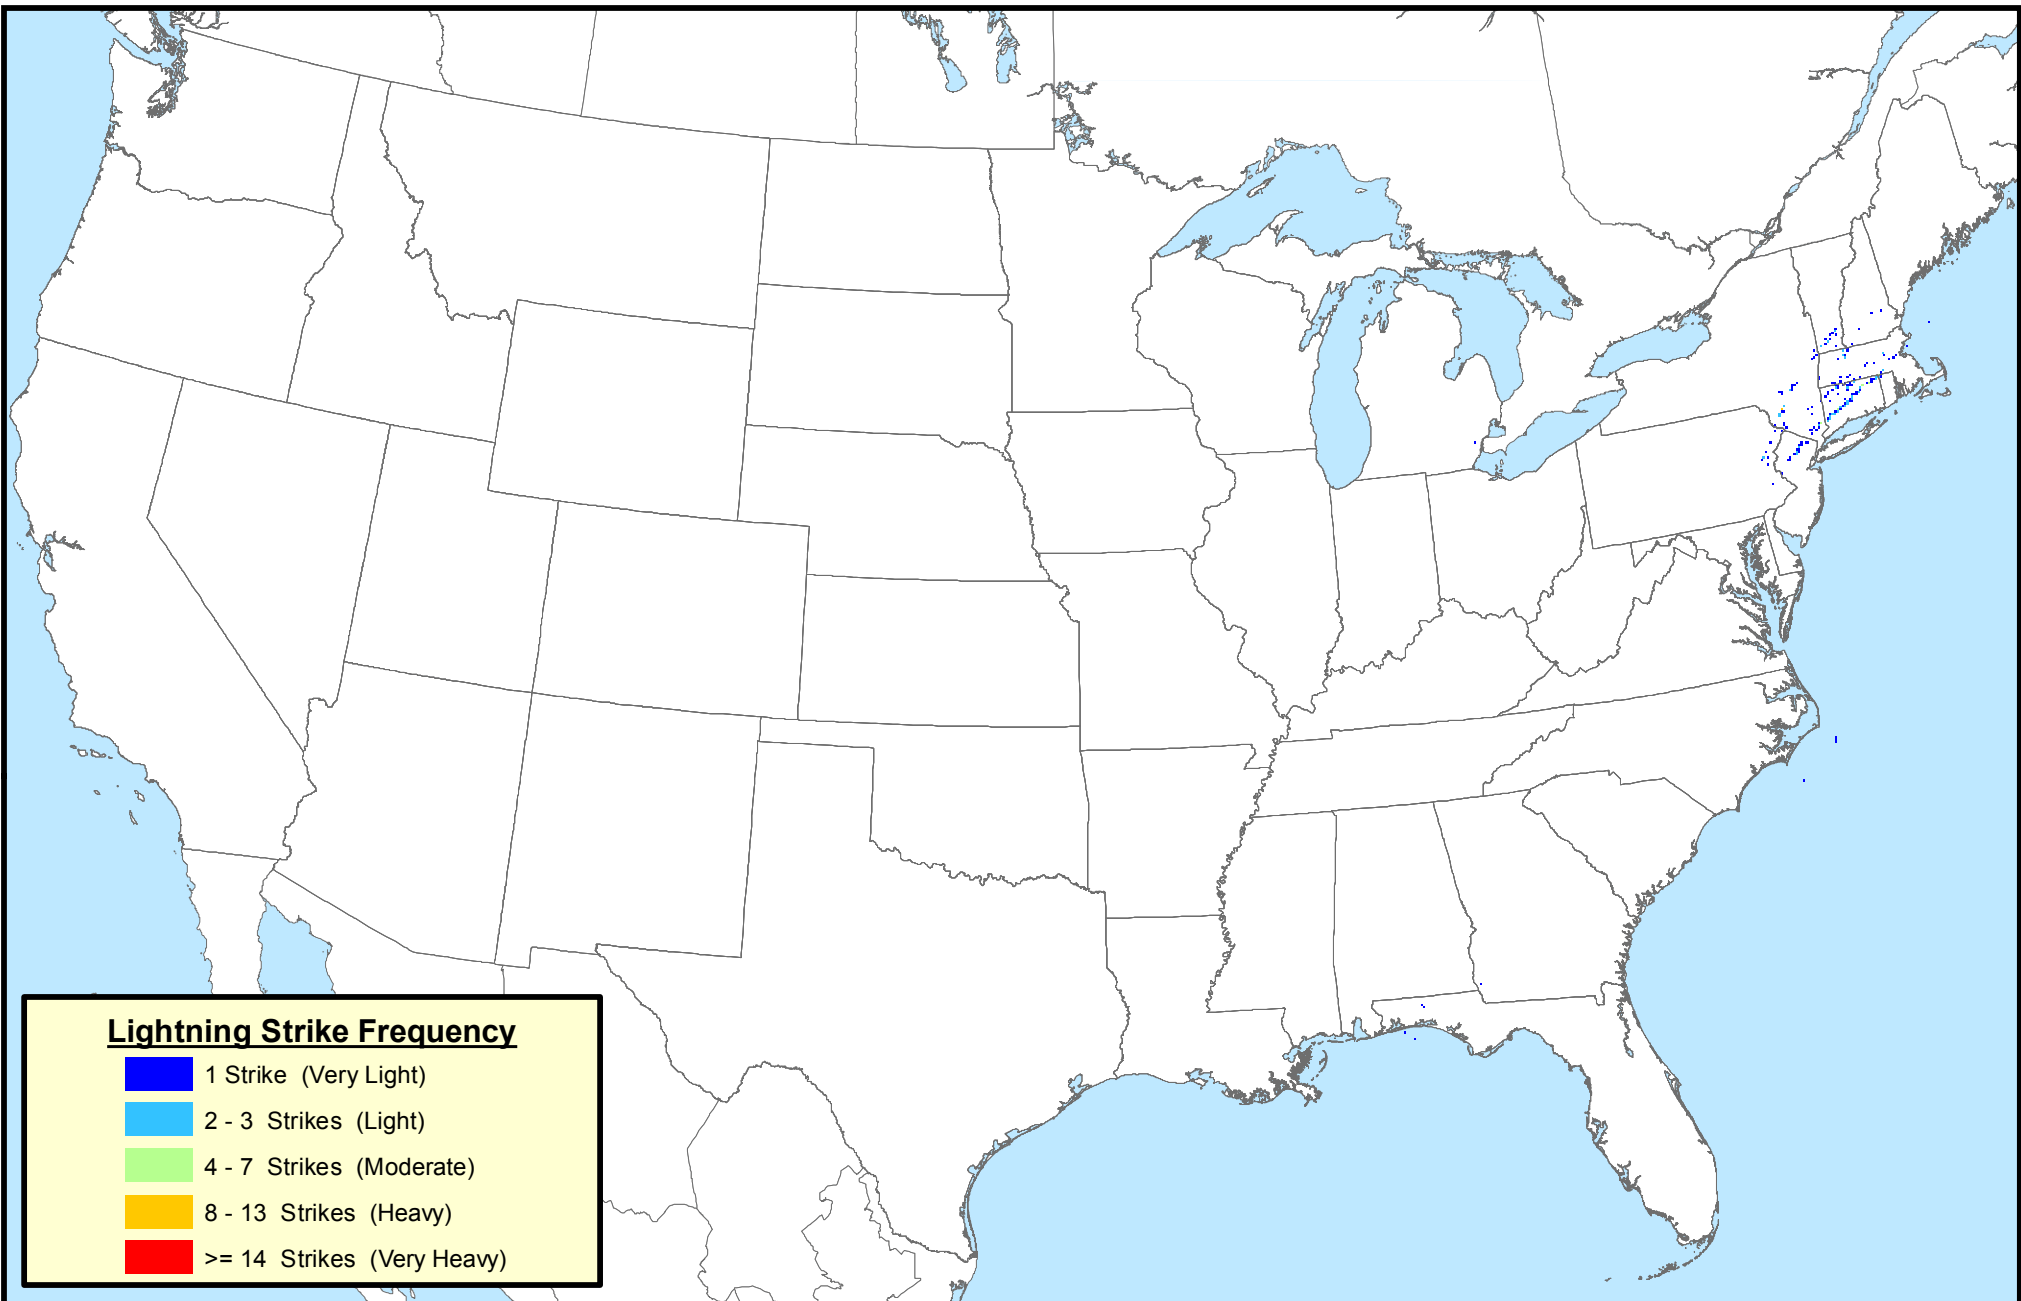 Lightning Strike Frequency
1 Strike (Very Light)
2 - 3 Strikes (Light)
4 - 7 Strikes (Moderate)
8 - 13 Strikes (Heavy)
>= 14 Strikes (Very Heavy)